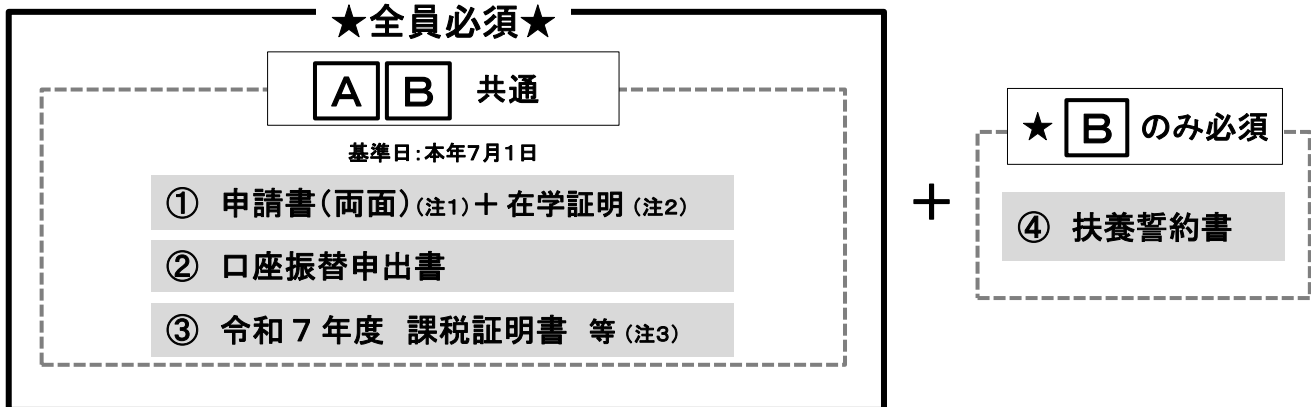 ★全員必須★
A B 共通
基準日:本年7月1日
① 申請書(両面)(注1)+ 在学証明 (注2)
② 口座振替申出書
③ 令和7年度 課税証明書 等 (注3)
+
★ B のみ必須
④ 扶養誓約書